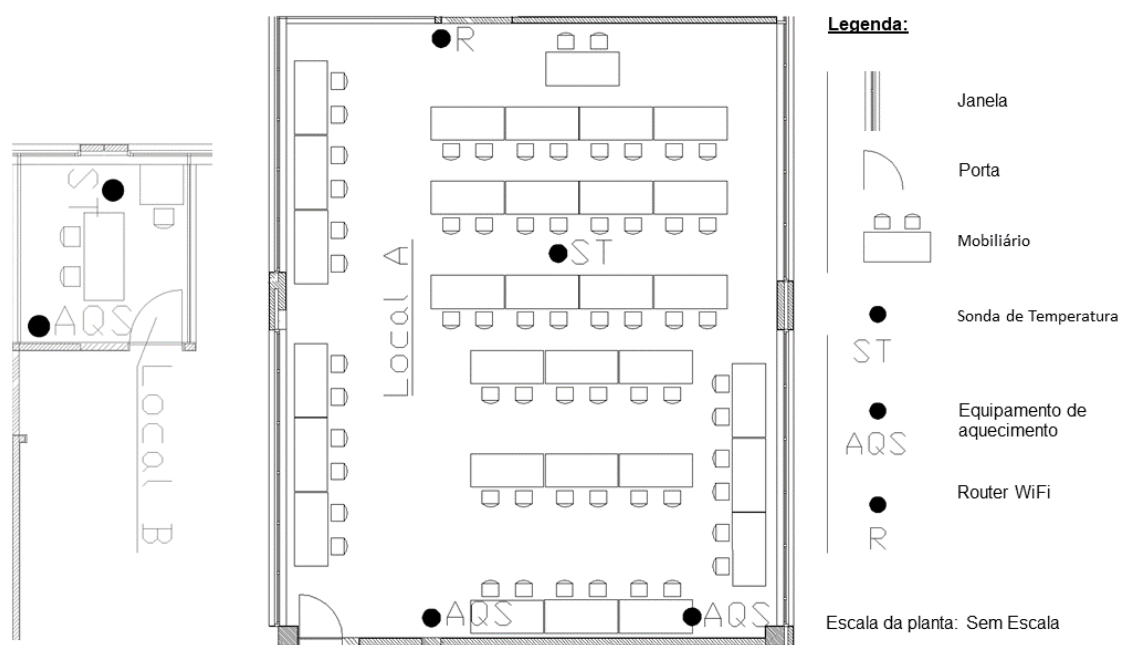 ST
AQS
Local B
R
Local A
ST
AQS
AQS
Legenda:
Janela
Porta
Mobiliário
Sonda de Temperatura
ST
Equipamento de
aquecimento
AQS
Router WiFi
R
Escala da planta: Sem Escala